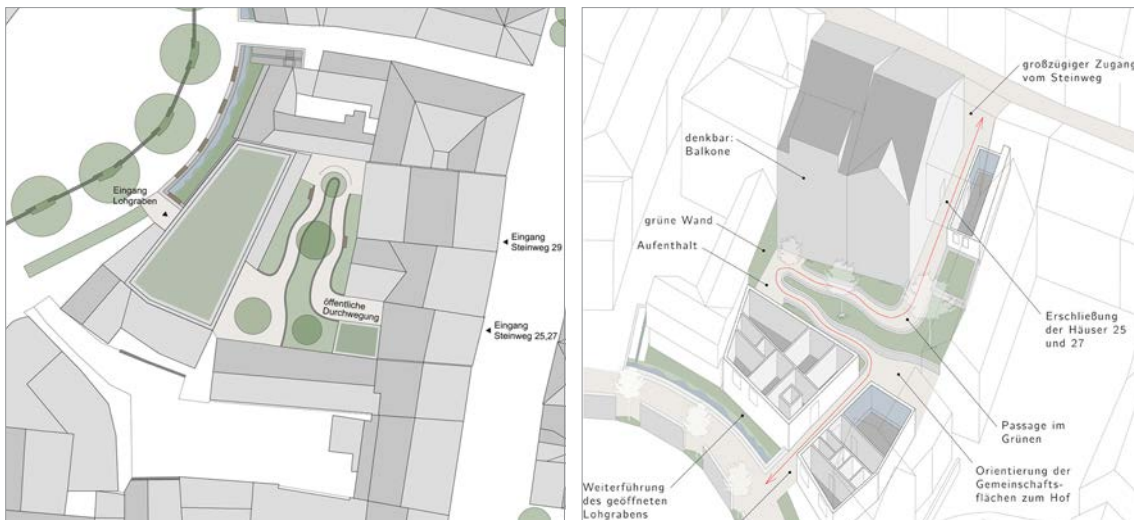 Eingang
Lohgraben
Eingang
Steinweg 29
öffentliche
Durchwegung
Eingang
Steinweg 25,27
großzügiger Zugang
vom Steinweg
denkbar:
Balkone
grüne Wand
Aufenthalt
Erschließung
der Häuser 25
und 27
Passage im
Grünen
Orientierung der
Gemeinschafts-
flächen zum Hof
Weiterführung
des geöffneten
Lohgrabens